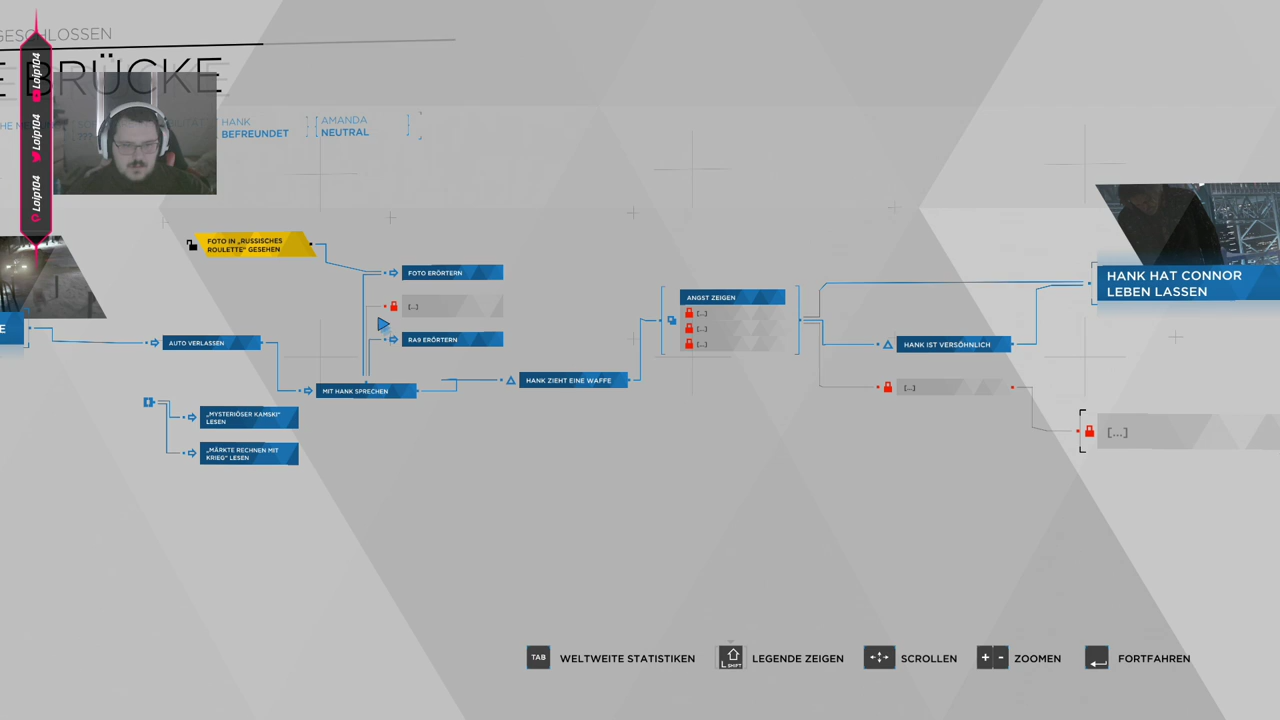 GESCHLOSSEN
E BRÜCKE
Loip104
Loip104
Loip104
???
HANK
BEFREUNDET
AMANDA
NEUTRAL
FOTO IN „RUSSISCHES
ROULETTE“ GESEHEN
FOTO ERÖRTERN
[...]
RA9 ERÖRTERN
E
AUTO VERLASSEN
MIT HANK SPRECHEN
„MYSTERIÖSER KAMSKI“
LESEN
„MÄRKTE RECHNEN MIT
KRIEG“ LESEN
HANK ZIEHT EINE WAFFE
ANGST ZEIGEN
[...]
[...]
[...]
HANK IST VERSÖHNLICH
[...]
HANK HAT CONNOR
LEBEN LASSEN
[...]
TAB WELTWEITE STATISTIKEN
L SHIFT LEGENDE ZEIGEN
SCROLLEN
+ - ZOOMEN
FORTFAHREN